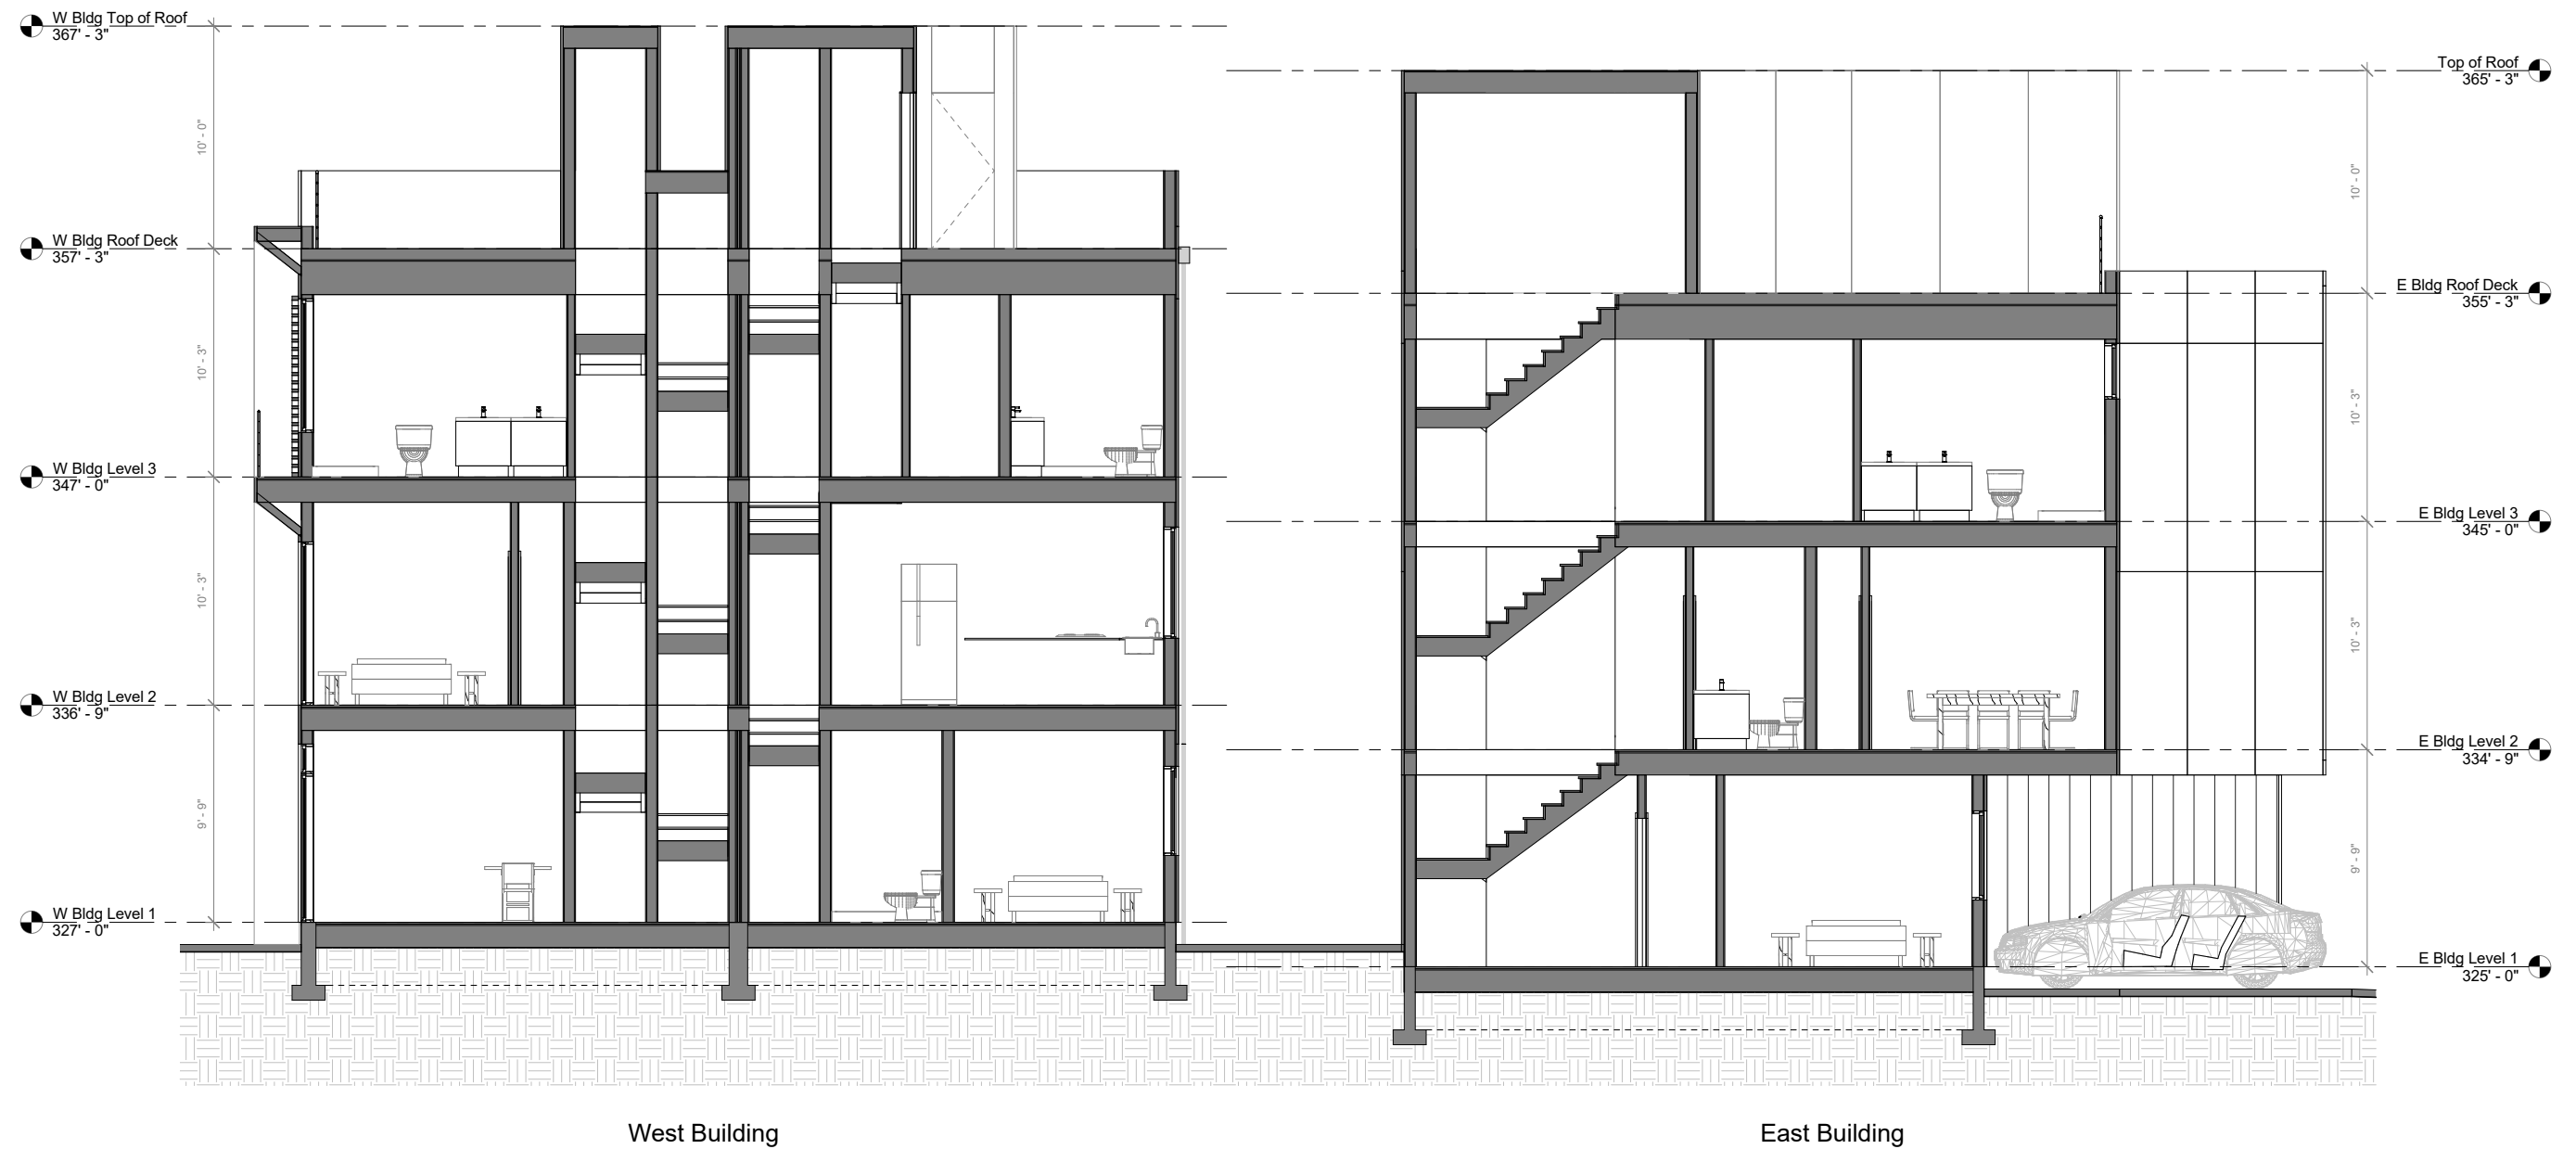 W Bldg Top of Roof
367' - 3"
10' - 0"
W Bldg Roof Deck
357' - 3"
10' - 3"
W Bldg Level 3
347' - 0"
10' - 3"
W Bldg Level 2
336' - 9"
9' - 9"
W Bldg Level 1
327' - 0"
Top of Roof
365' - 3"
10' - 0"
E Bldg Roof Deck
355' - 3"
10' - 3"
E Bldg Level 3
345' - 0"
10' - 3"
E Bldg Level 2
334' - 9"
9' - 9"
E Bldg Level 1
325' - 0"
West Building
East Building